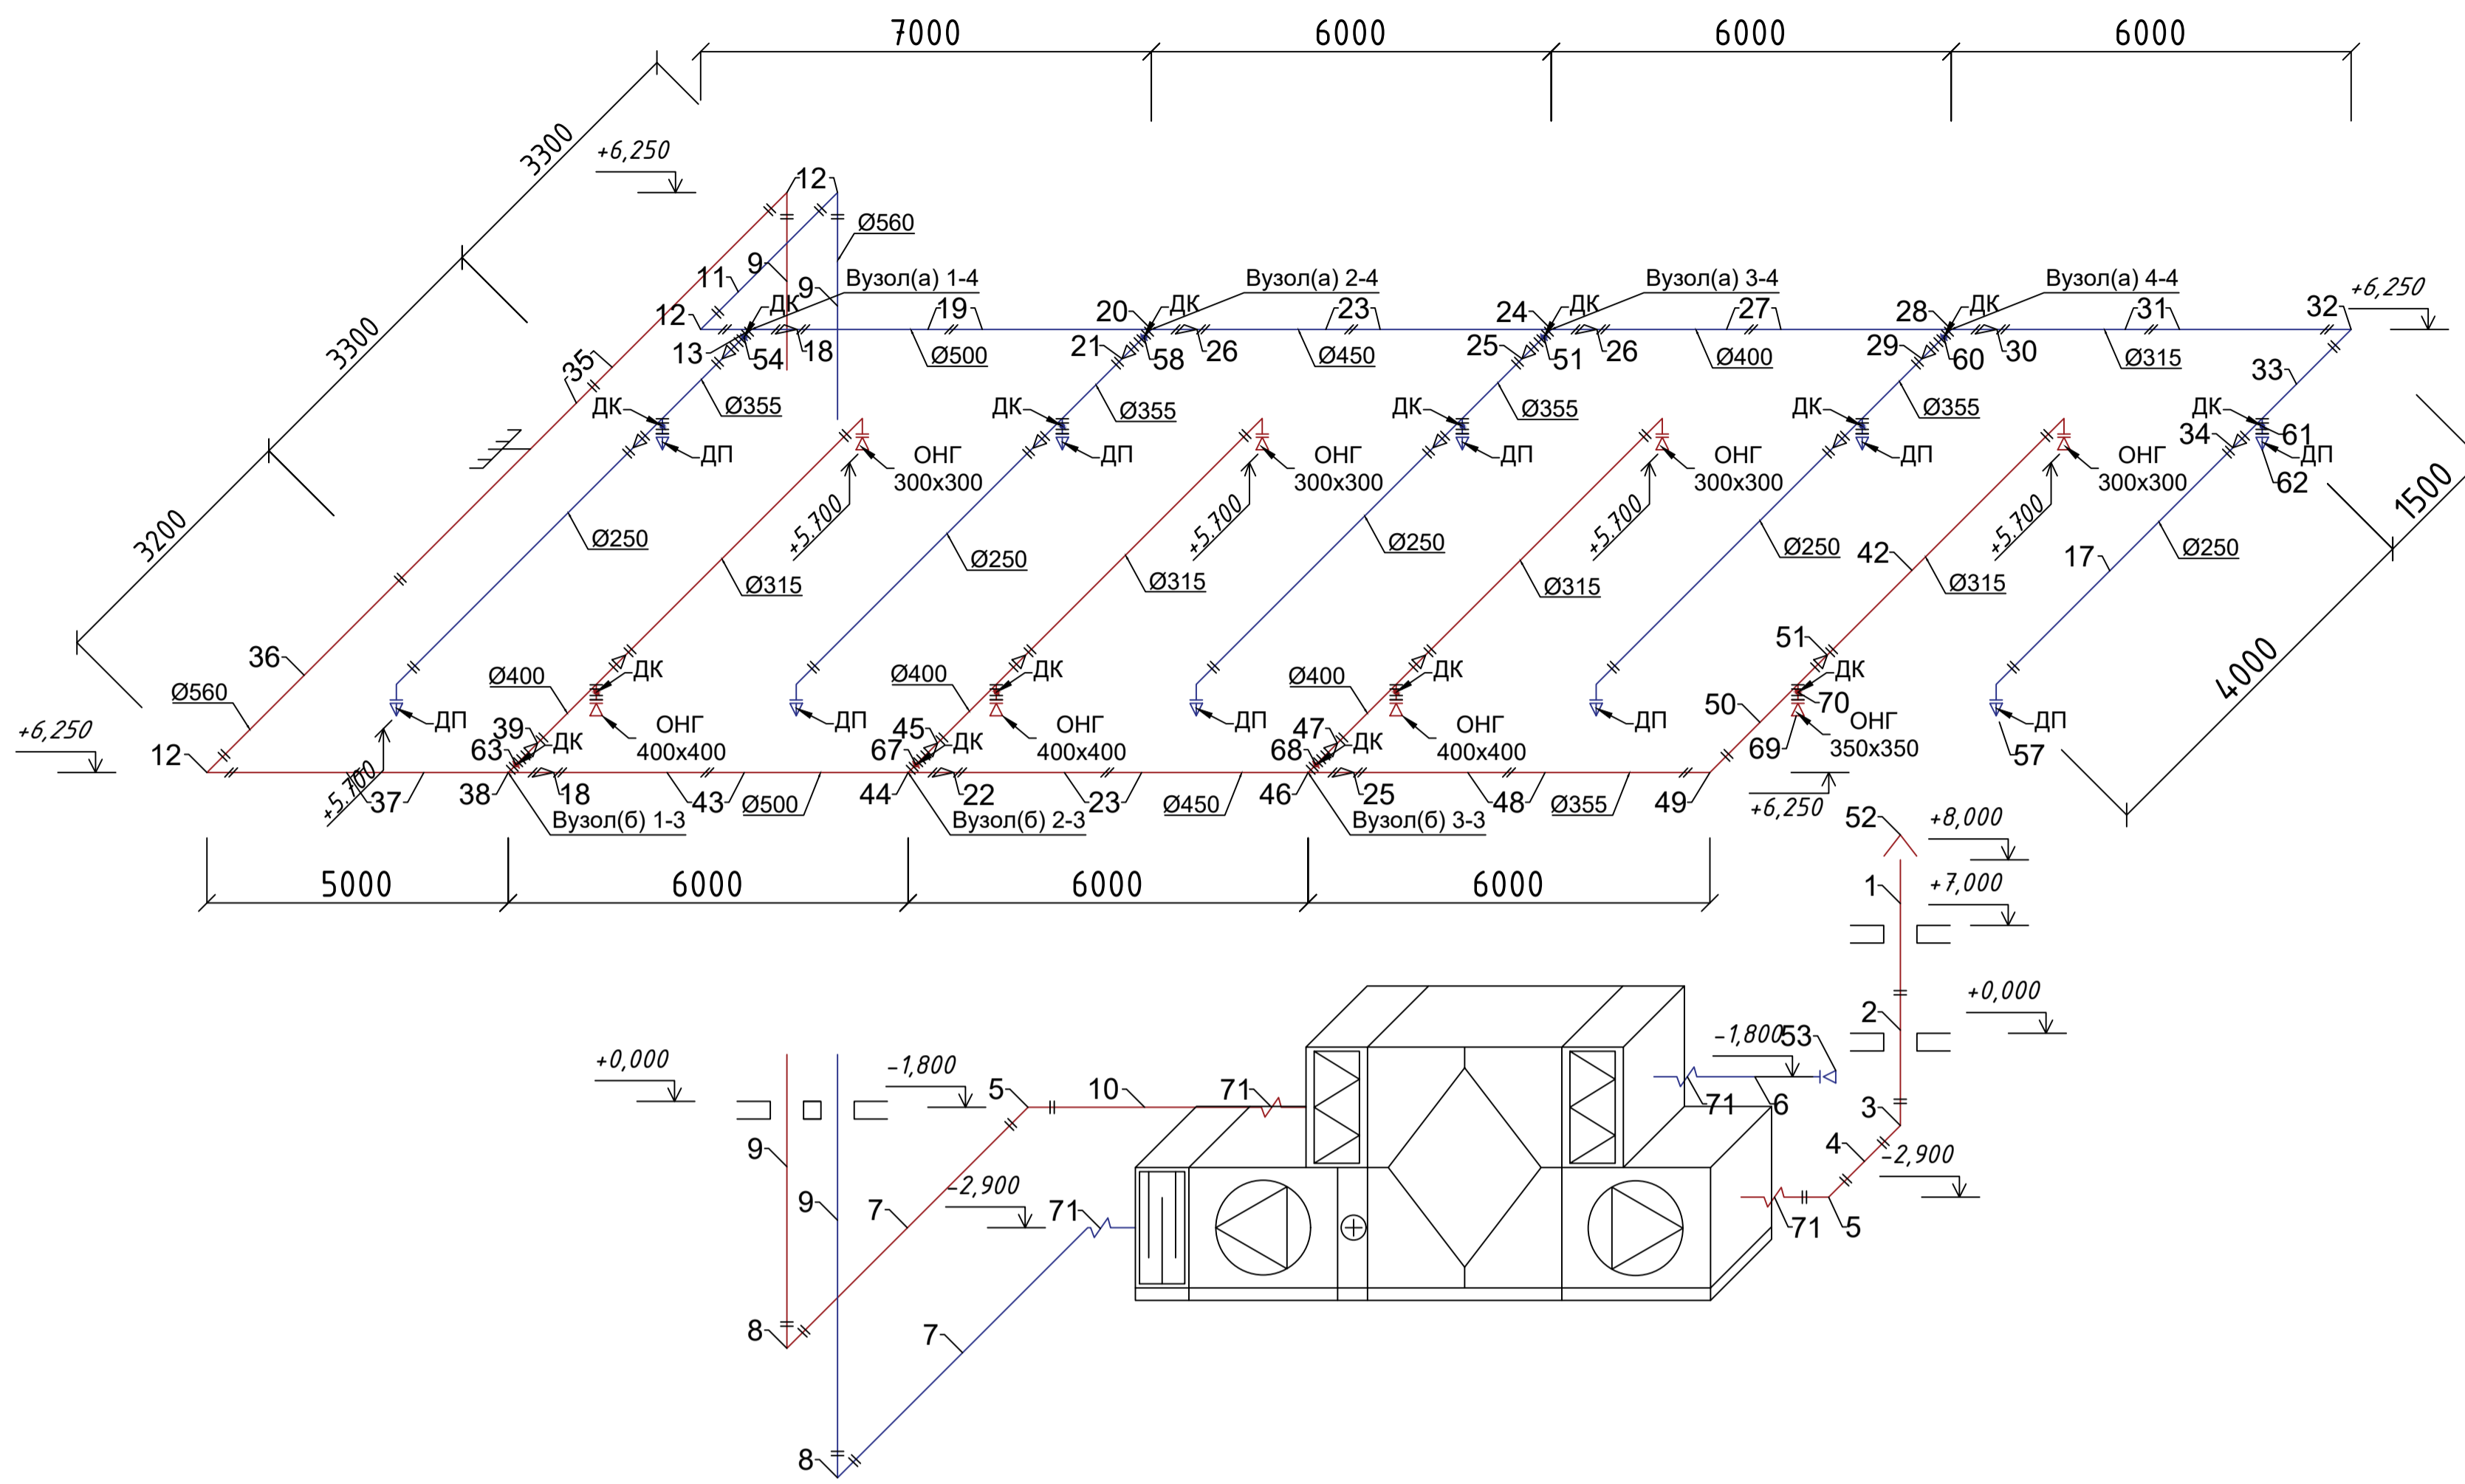 7000 6000 6000 6000
3300
+6,250
12
Ø560
9
11
9
Вузол(а) 1-4 Вузол(а) 2-4 Вузол(а) 3-4 Вузол(а) 4-4
+6,250
12 ДК 19 20 ДК 23 24 ДК 27 28 ДК 31 32
3300
13 54 18 Ø500 21 58 26 Ø450 25 51 26 Ø400 29 60 30 Ø315
35
33
Ø355 Ø355 Ø355 Ø355
ДК ДК ДК ДК ДК
34 61
ДП ДП ДП ДП ДП
62
ОНГ
300х300
ОНГ
300х300
ОНГ
300х300
ОНГ
300х300
1500
3200
+5.700 +5.700 +5.700 +5.700
Ø250 Ø250 Ø250 Ø250 Ø250
42 17
Ø315 Ø315 Ø315 Ø315
36
51
Ø560
Ø400 ДК Ø400 ДК Ø400 ДК ДК
4000
50 70
+6,250
12
ДП ДП ДП ДП ДП
39 ДК 45 ДК 47 ДК
63 67 68 69 57
ОНГ
400х400
ОНГ
400х400
ОНГ
400х400
ОНГ
350х350
+5.700
37 38 18 43 Ø500 44 22 23 Ø450 46 25 48 Ø355 49
+6,250
Вузол(б) 1-3 Вузол(б) 2-3 Вузол(б) 3-3
52
+8,000
5000 6000 6000 6000
1
+7,000
2
+0,000
+0,000
-1,800
5 10 71
-1,800
53
71 6
3
4
-2,900
9
-2,900
9 7 71
71 5
8
7
8